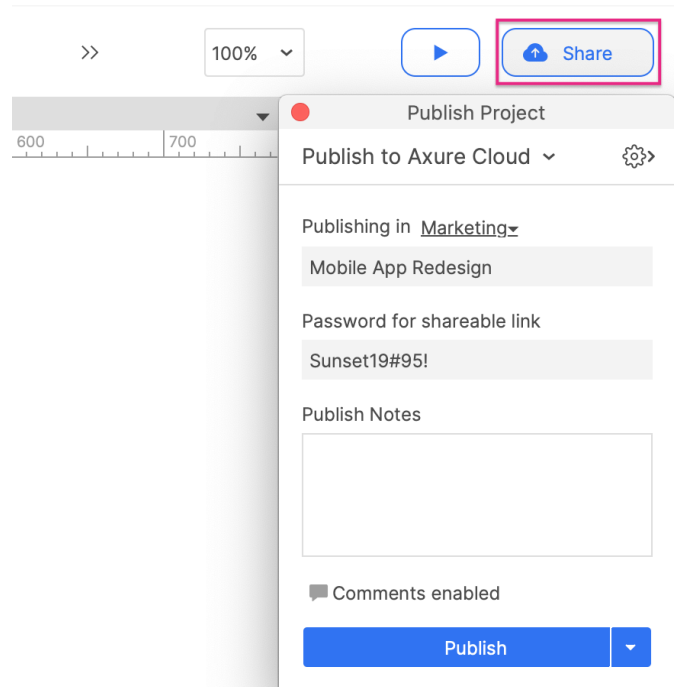 100% Share
Publish Project
600 700
Publish to Axure Cloud
Publishing in Marketing
Mobile App Redesign
Password for shareable link
Sunset19#95!
Publish Notes
Comments enabled
Publish